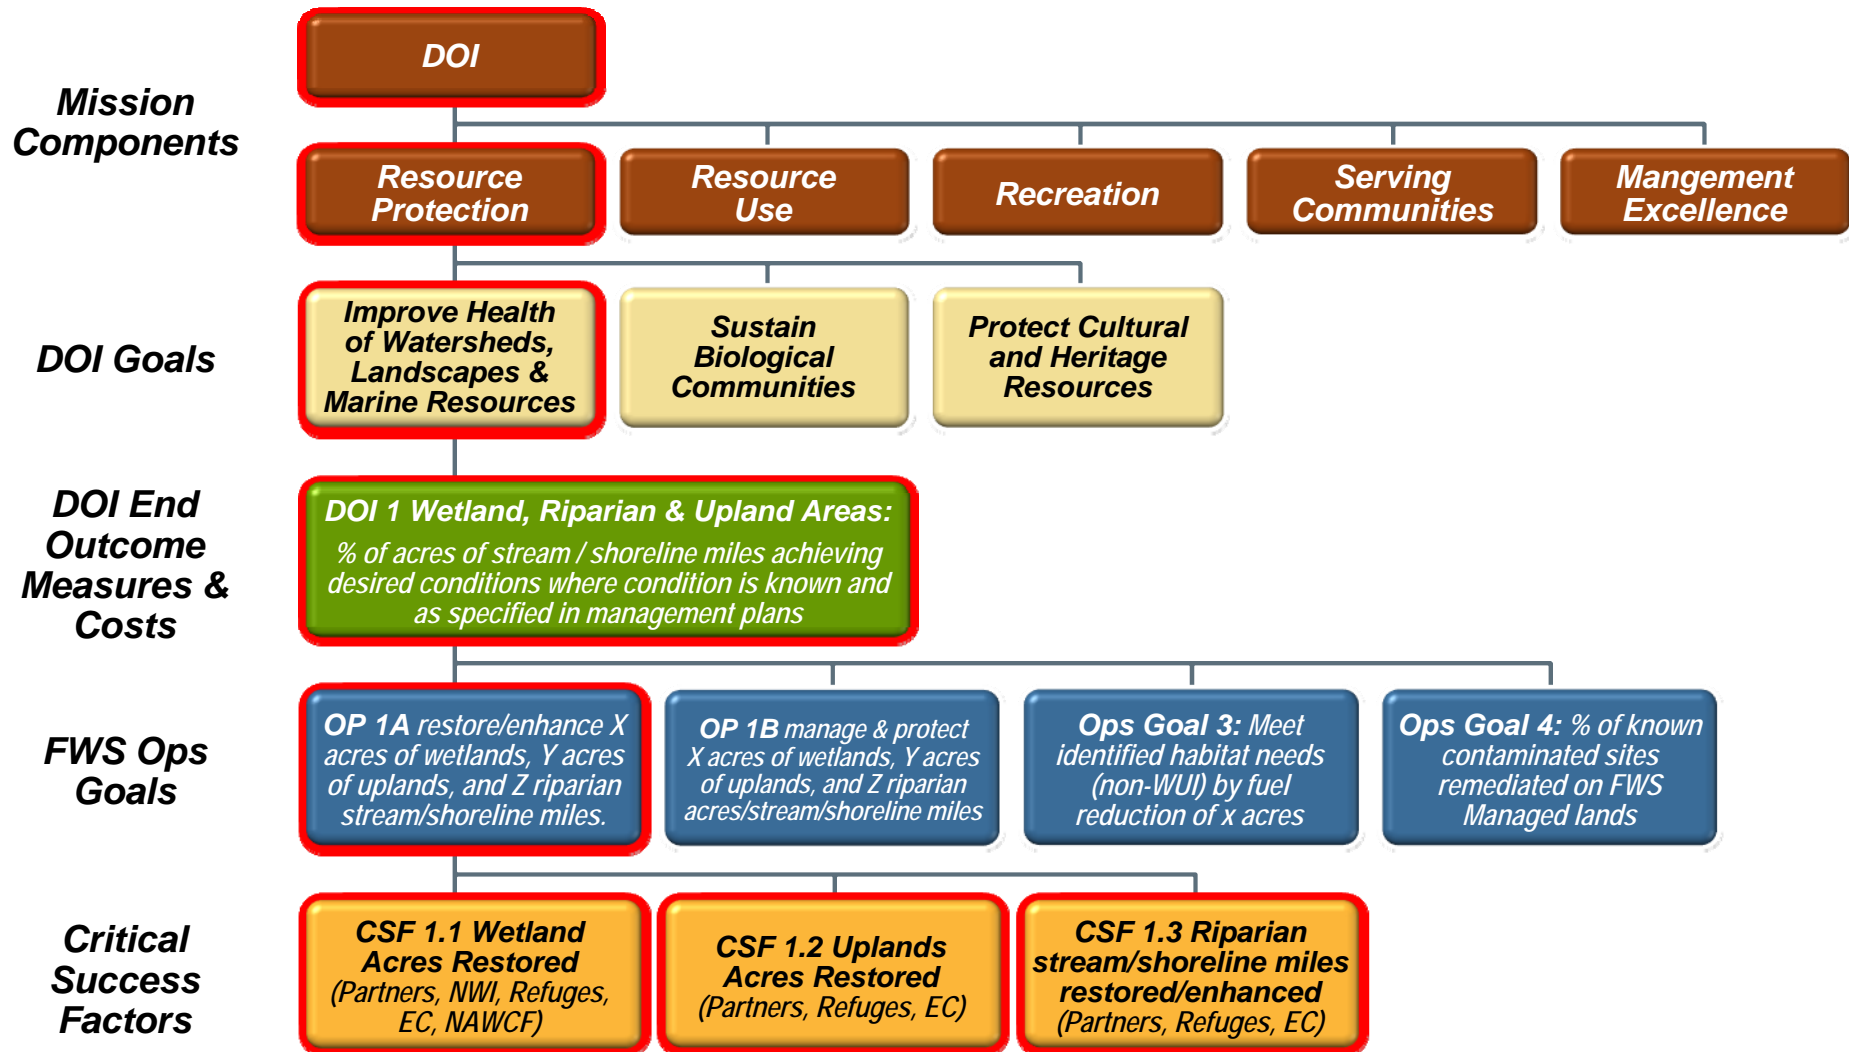 Mission
Components
DOI
Resource
Protection
Resource
Use
Recreation
Serving
Communities
Mangement
Excellence
DOI Goals
Improve Health
of Watersheds,
Landscapes &
Marine Resources
Sustain
Biological
Communities
Protect Cultural
and Heritage
Resources
DOI End
Outcome
Measures &
Costs
DOI 1 Wetland, Riparian & Upland Areas:
% of acres of stream / shoreline miles achieving
desired conditions where condition is known and
as specified in management plans
FWS Ops
Goals
OP 1A restore/enhance X
acres of wetlands, Y acres
of uplands, and Z riparian
stream/shoreline miles.
OP 1B manage & protect
X acres of wetlands, Y acres
of uplands, and Z riparian
acres/stream/shoreline miles
Ops Goal 3: Meet
identified habitat needs
(non-WUI) by fuel
reduction of x acres
Ops Goal 4: % of known
contaminated sites
remediated on FWS
Managed lands
Critical
Success
Factors
CSF 1.1 Wetland
Acres Restored
(Partners, NWI, Refuges,
EC, NAWCF)
CSF 1.2 Uplands
Acres Restored
(Partners, Refuges, EC)
CSF 1.3 Riparian
stream/shoreline miles
restored/enhanced
(Partners, Refuges, EC)